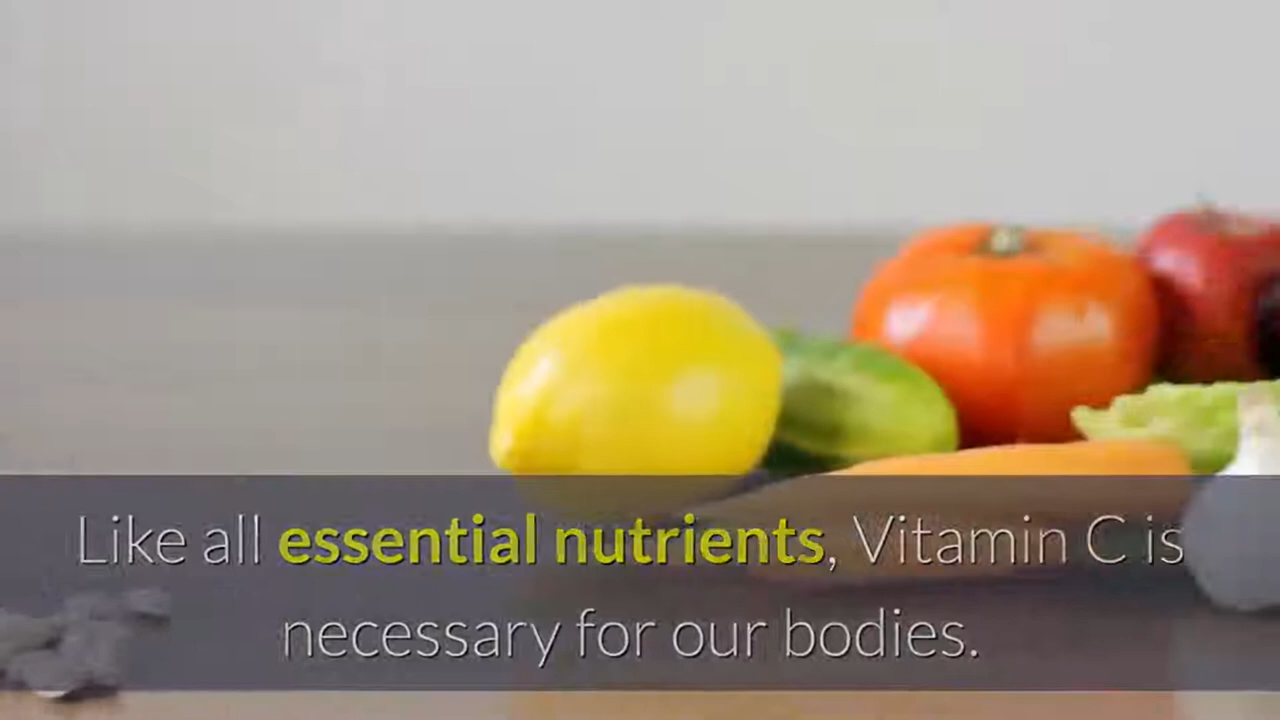 Like all essential nutrients, Vitamin C is
necessary for our bodies.